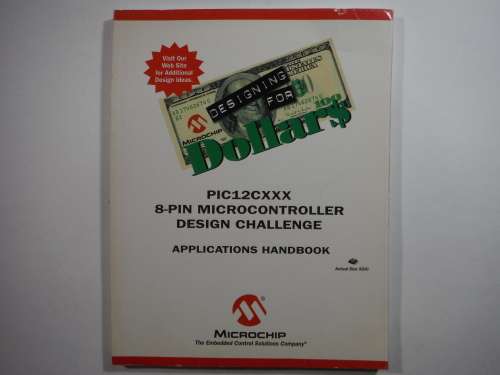 Visit Our
Web Site
for Additional
Design Ideas.
DESIGNING
FOR
100
MICROCHIP
Dollar$
PIC12CXXX
8-PIN MICROCONTROLLER
DESIGN CHALLENGE
APPLICATIONS HANDBOOK
MICROCHIP
The Embedded Control Solutions Company®